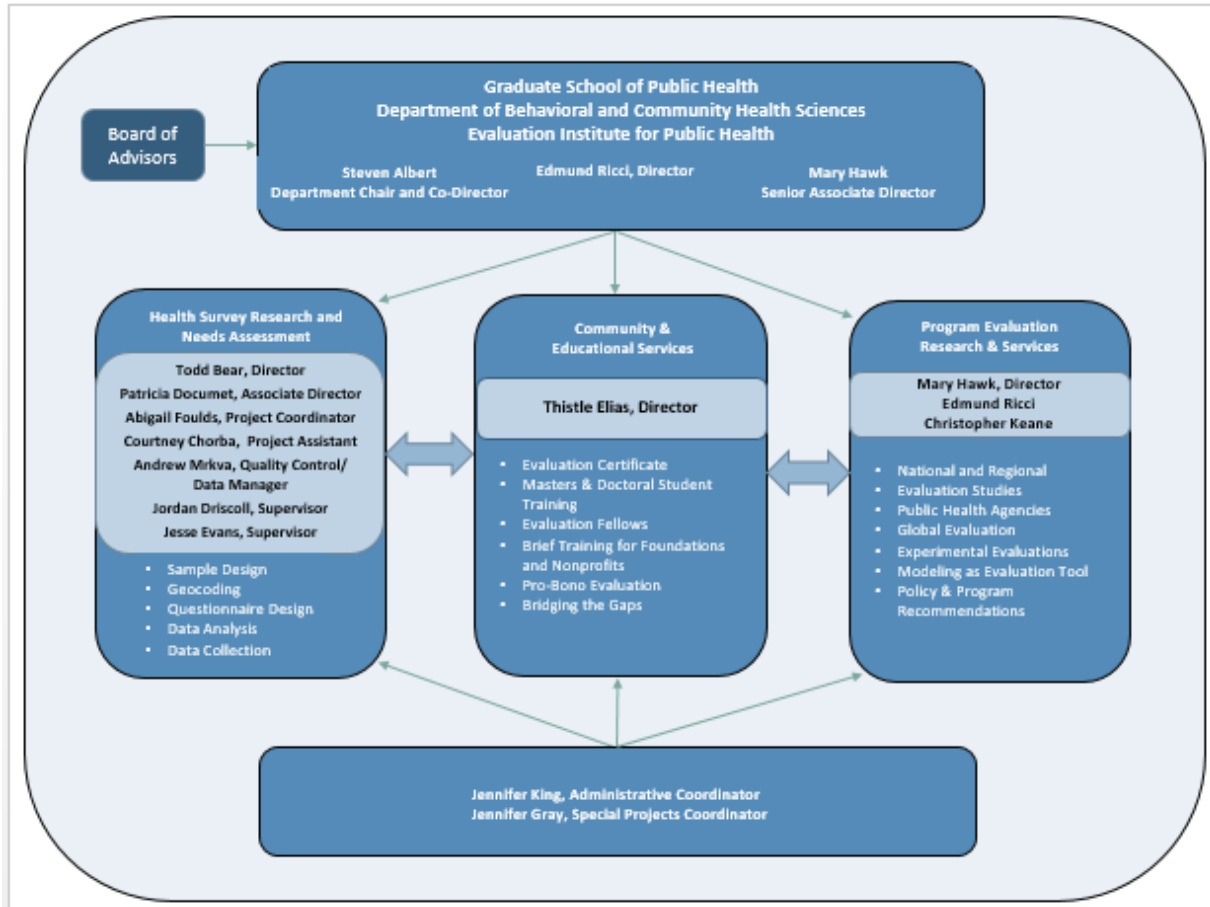 Graduate School of Public Health
Department of Behavioral and Community Health Sciences
Evaluation Institute for Public Health
Board of
Advisors
Steven Albert
Department Chair and Co-Director
Edmund Ricci, Director
Mary Hawk
Senior Associate Director
Health Survey Research and
Needs Assessment
Todd Bear, Director
Patricia Documet, Associate Director
Abigail Foulds, Project Coordinator
Courtney Chorba, Project Assistant
Andrew Mrkva, Quality Control/
Data Manager
Jordan Driscoll, Supervisor
Jesse Evans, Supervisor
• Sample Design
• Geocoding
• Questionnaire Design
• Data Analysis
• Data Collection
Community &
Educational Services
Thistle Elias, Director
• Evaluation Certificate
• Masters & Doctoral Student
Training
• Evaluation Fellows
• Brief Training for Foundations
and Nonprofits
• Pro-Bono Evaluation
• Bridging the Gaps
Program Evaluation
Research & Services
Mary Hawk, Director
Edmund Ricci
Christopher Keane
• National and Regional
• Evaluation Studies
• Public Health Agencies
• Global Evaluation
• Experimental Evaluations
• Modeling as Evaluation Tool
• Policy & Program
Recommendations
Jennifer King, Administrative Coordinator
Jennifer Gray, Special Projects Coordinator